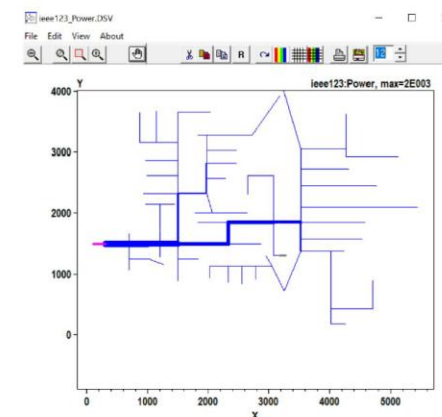 ieee123_Power.DSV
File Edit View About
R
Y
ieee123:Power, max=2E003
4000
3000
2000
1000
0
0 1000 2000 3000 4000 5000
X